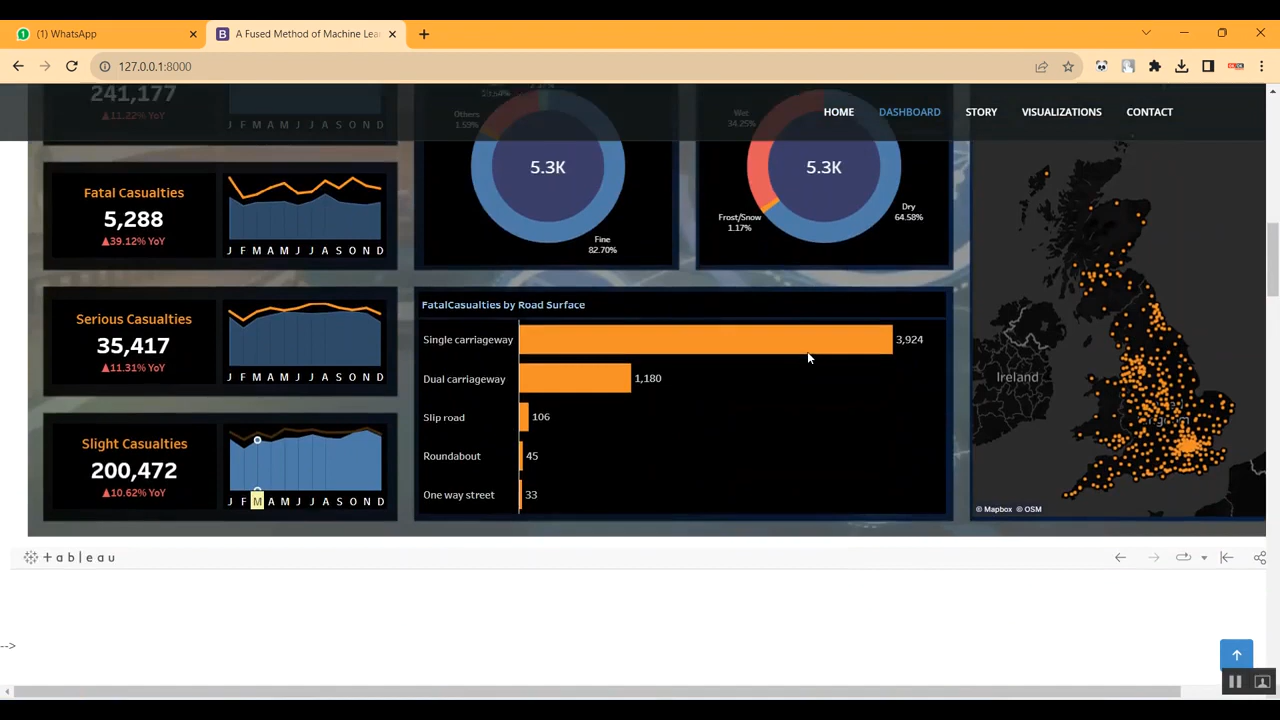 (1) WhatsApp
A Fused Method of Machine Lea
127.0.0.1:8000
HOME
DASHBOARD
STORY
VISUALIZATIONS
CONTACT
241,177
▲11.22% YoY
J F M A M J J A S O N D
Others
1.59%
5.3K
Fine
82.70%
Wet
34.25%
5.3K
Dry
64.58%
Frost/Snow
1.17%
Fatal Casualties
5,288
▲39.12% YoY
J F M A M J J A S O N D
Serious Casualties
35,417
▲11.31% YoY
J F M A M J J A S O N D
Slight Casualties
200,472
▲10.62% YoY
J F M A M J J A S O N D
FatalCasualties by Road Surface
Single carriageway 3,924
Dual carriageway 1,180
Slip road 106
Roundabout 45
One way street 33
Ireland
© Mapbox © OSM
+ a b l e a u
-->